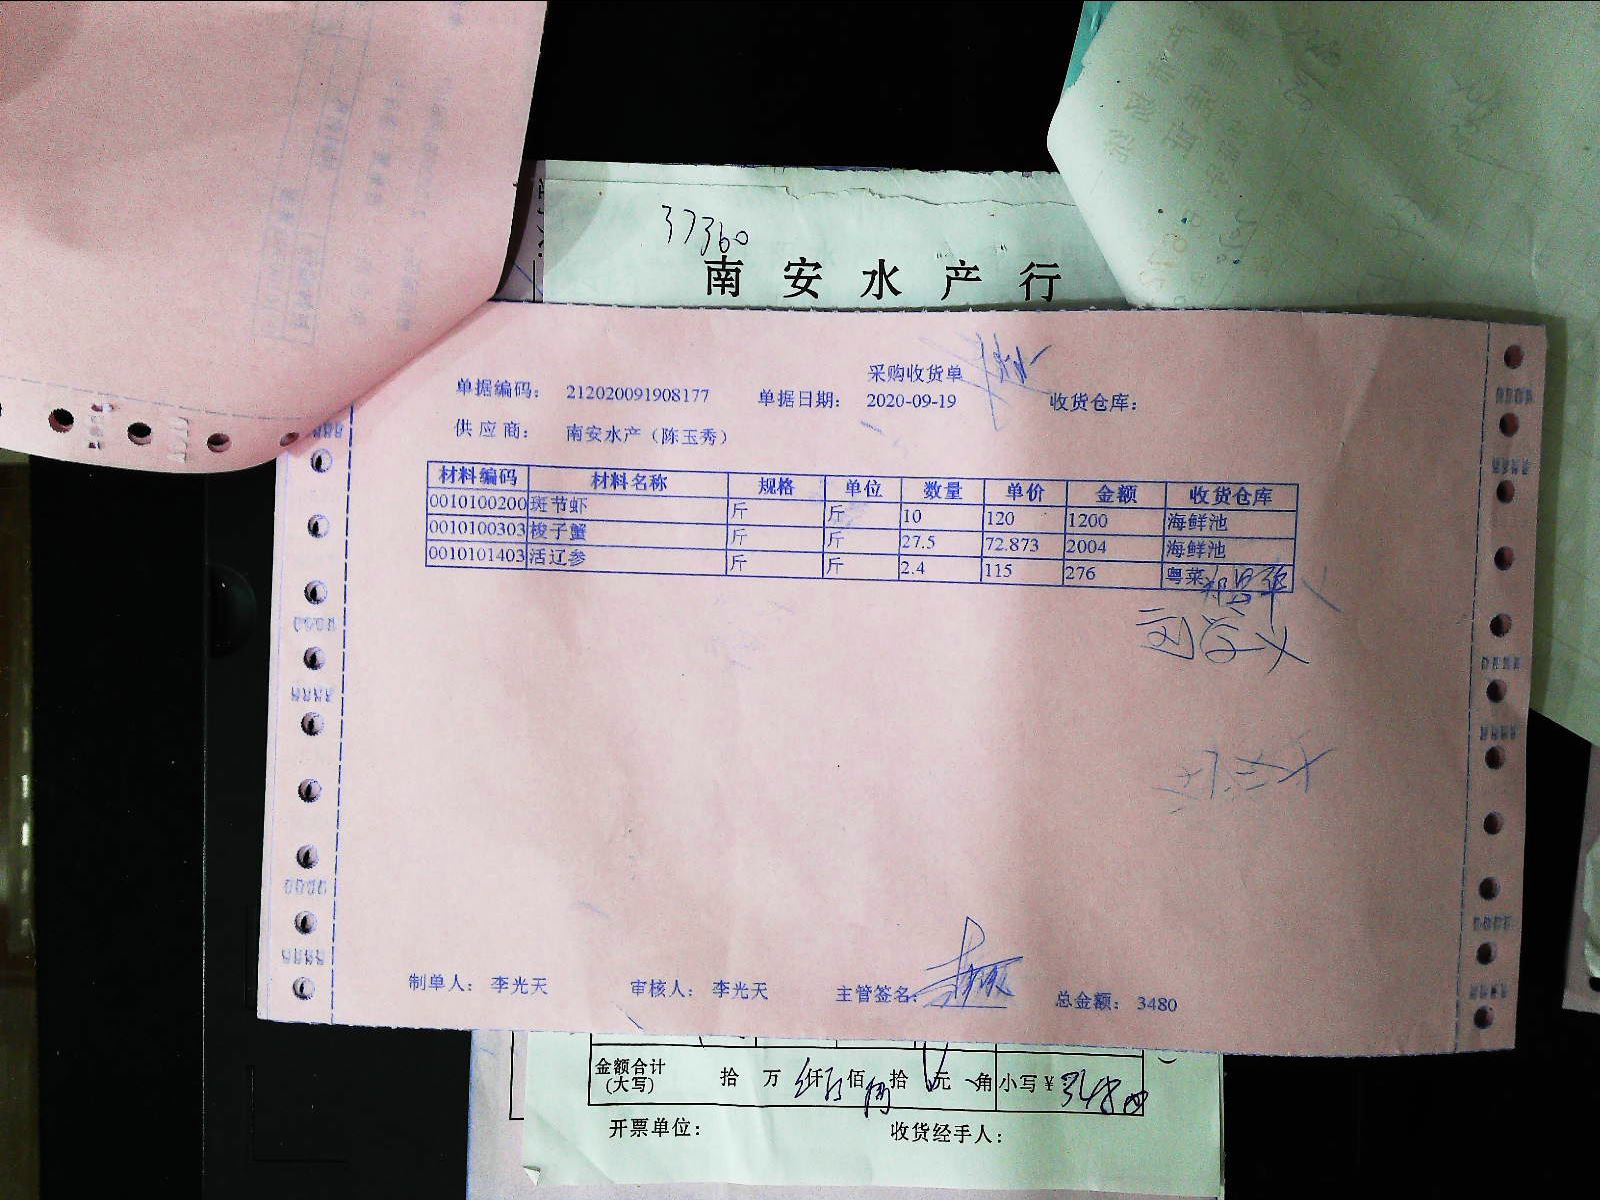 37360
南安水产行
采购收货单
单据编码： 212020091908177 单据日期： 2020-09-19 收货仓库：
供应商： 南安水产（陈玉秀）
材料编码 材料名称 规格 单位 数量 单价 金额 收货仓库
0010100200 斑节虾 斤 斤 10 120 1200 海鲜池
0010100303 梭子蟹 斤 斤 27.5 72.873 2004 海鲜池
0010101403 活辽参 斤 斤 2.4 115 276 粤菜
制单人： 李光天 审核人： 李光天 主管签名： 总金额： 3480
金额合计 拾 万 仟 佰 拾 元 角 小写￥ 3480
(大写)
开票单位： 收货经手人：